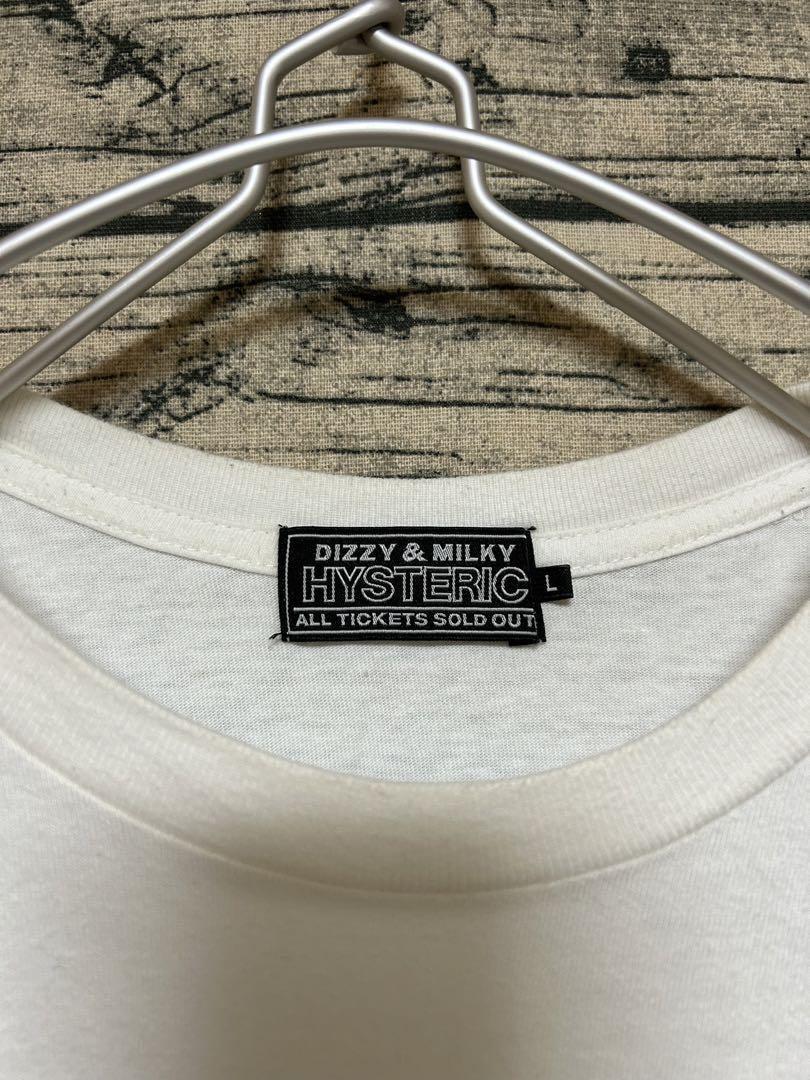 DIZZY & MILKY
HYSTERIC
L
ALL TICKETS SOLD OUT